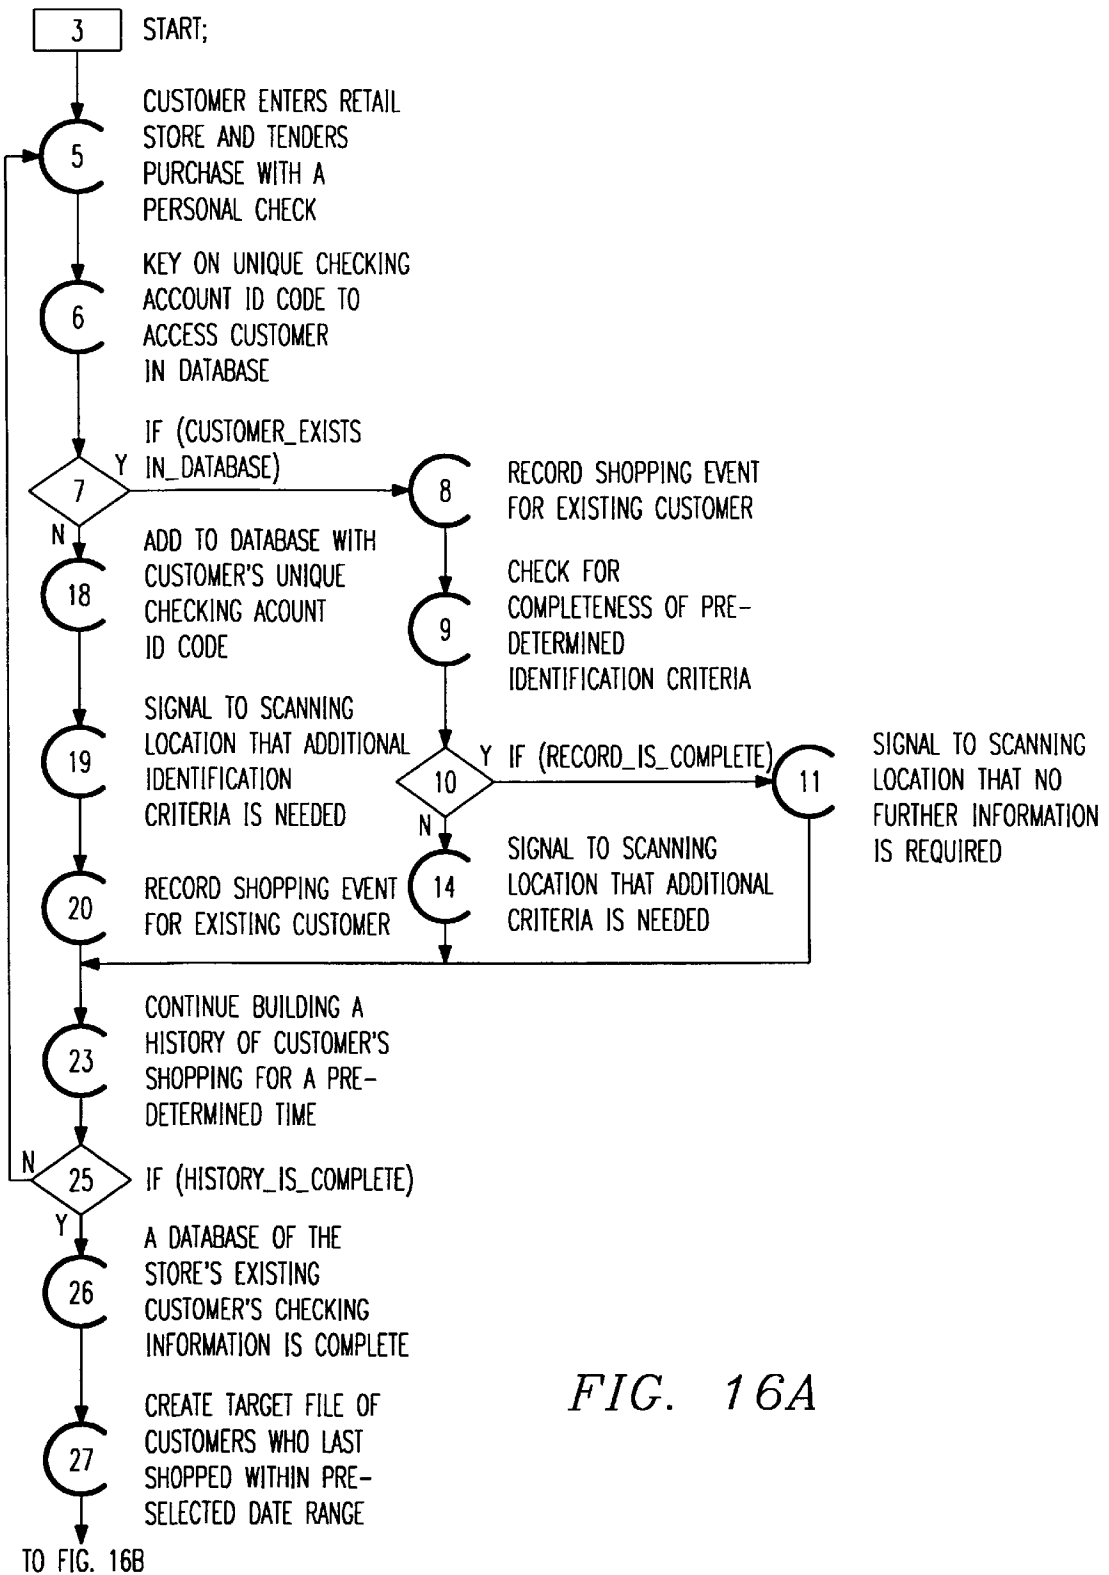 3 START;
CUSTOMER ENTERS RETAIL
STORE AND TENDERS
5
PURCHASE WITH A
PERSONAL CHECK
KEY ON UNIQUE CHECKING
ACCOUNT ID CODE TO
6
ACCESS CUSTOMER
IN DATABASE
IF (CUSTOMER_EXISTS
Y IN_DATABASE)
7
N
8
RECORD SHOPPING EVENT
FOR EXISTING CUSTOMER
ADD TO DATABASE WITH
CUSTOMER'S UNIQUE
18
CHECKING ACOUNT
ID CODE
CHECK FOR
COMPLETENESS OF PRE-
9
DETERMINED
IDENTIFICATION CRITERIA
SIGNAL TO SCANNING
LOCATION THAT ADDITIONAL
19
IDENTIFICATION
CRITERIA IS NEEDED
Y IF (RECORD_IS_COMPLETE)
10
N
11
SIGNAL TO SCANNING
LOCATION THAT NO
FURTHER INFORMATION
IS REQUIRED
SIGNAL TO SCANNING
14
LOCATION THAT ADDITIONAL
CRITERIA IS NEEDED
20
RECORD SHOPPING EVENT
FOR EXISTING CUSTOMER
CONTINUE BUILDING A
HISTORY OF CUSTOMER'S
23
SHOPPING FOR A PRE-
DETERMINED TIME
N
25 IF (HISTORY_IS_COMPLETE)
Y
A DATABASE OF THE
STORE'S EXISTING
26
CUSTOMER'S CHECKING
INFORMATION IS COMPLETE
CREATE TARGET FILE OF
CUSTOMERS WHO LAST
27
SHOPPED WITHIN PRE-
SELECTED DATE RANGE
TO FIG. 16B
FIG. 16A